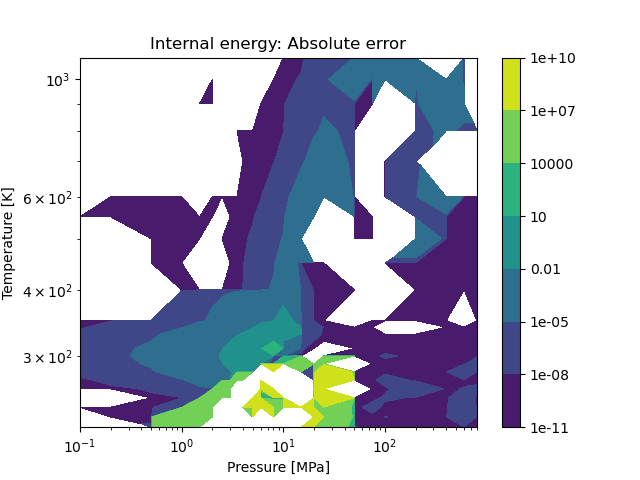 Internal energy: Absolute error
Temperature [K]
10³
6 × 10²
4 × 10²
3 × 10²
10⁻¹ 10⁰ 10¹ 10²
Pressure [MPa]
1e+10
1e+07
10000
10
0.01
1e-05
1e-08
1e-11